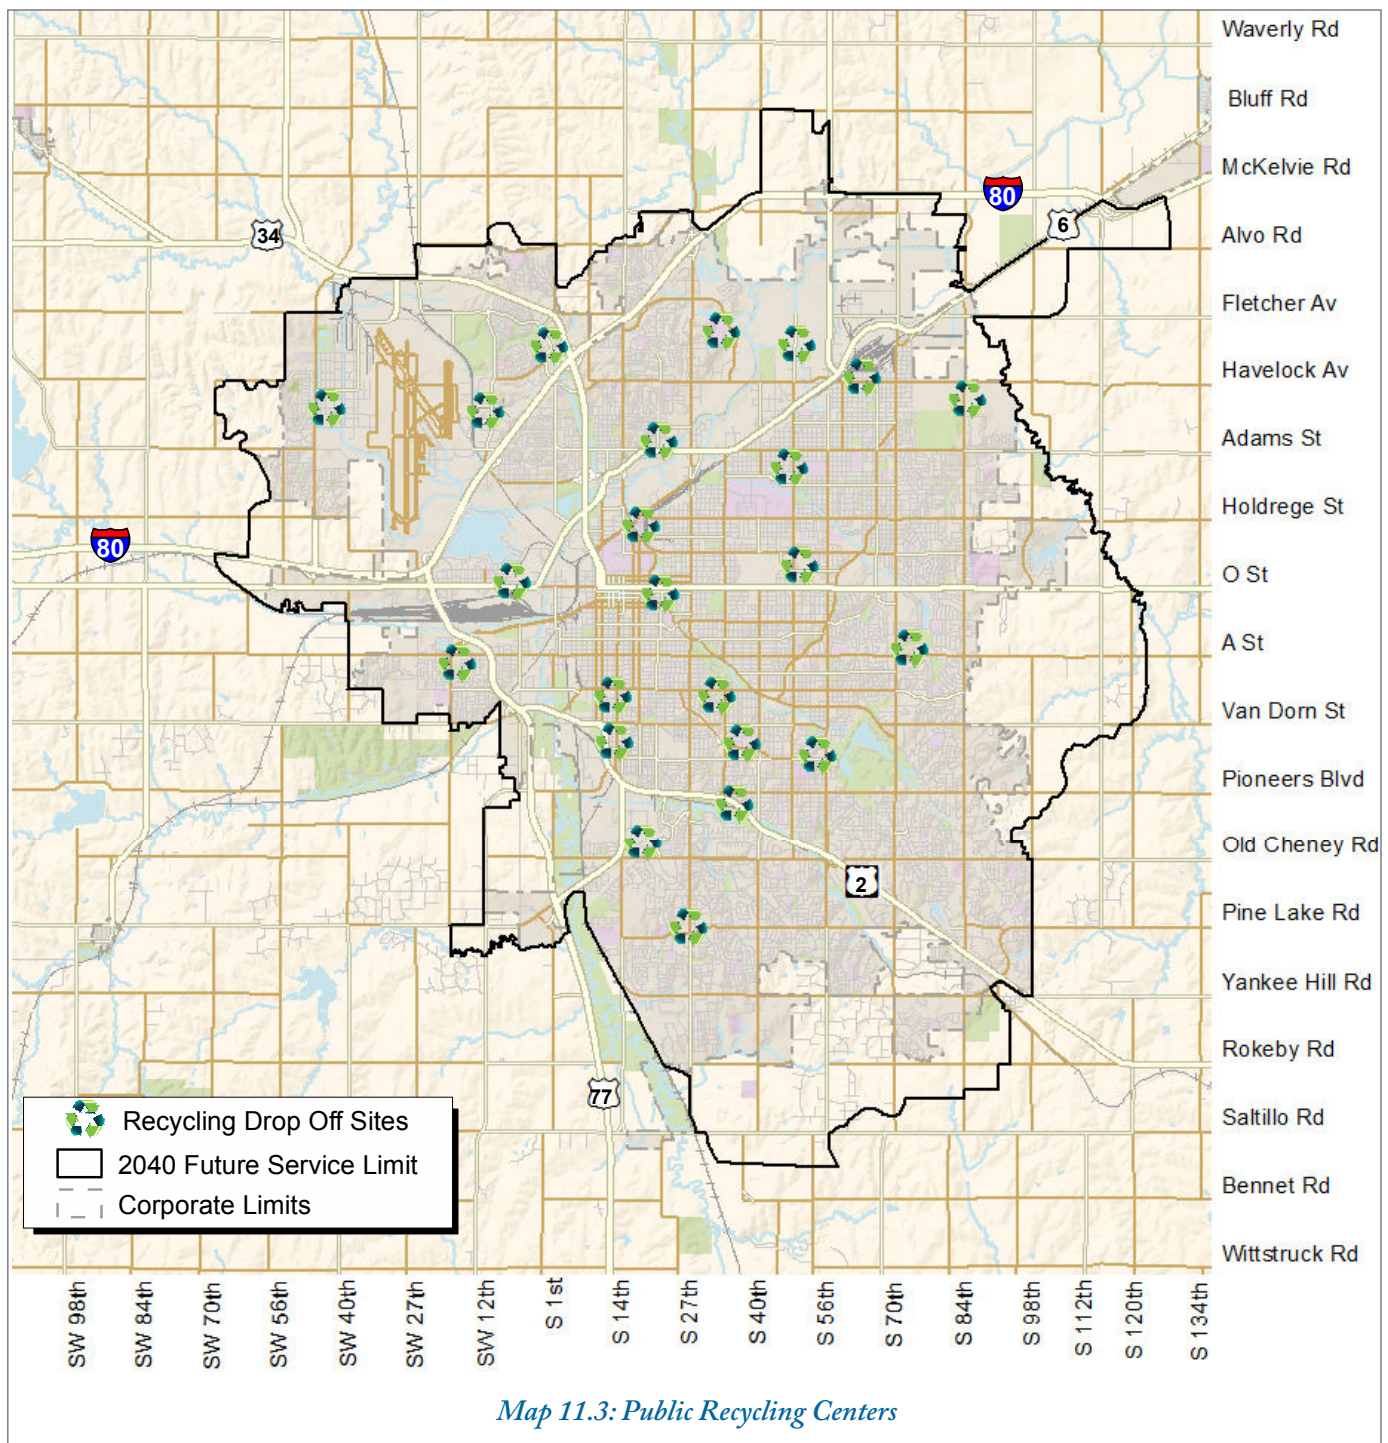 Waverly Rd
Bluff Rd
McKelvie Rd
80
6
34
Alvo Rd
Fletcher Av
Havelock Av
Adams St
Holdrege St
80
O St
A St
Van Dorn St
Pioneers Blvd
Old Cheney Rd
2
Pine Lake Rd
Yankee Hill Rd
Rokeby Rd
77
Saltillo Rd
Bennet Rd
Wittstruck Rd
Recycling Drop Off Sites
2040 Future Service Limit
Corporate Limits
SW 98th
SW 84th
SW 70th
SW 56th
SW 40th
SW 27th
SW 12th
S 1st
S 14th
S 27th
S 40th
S 56th
S 70th
S 84th
S 98th
S 112th
S 120th
S 134th
Map 11.3: Public Recycling Centers